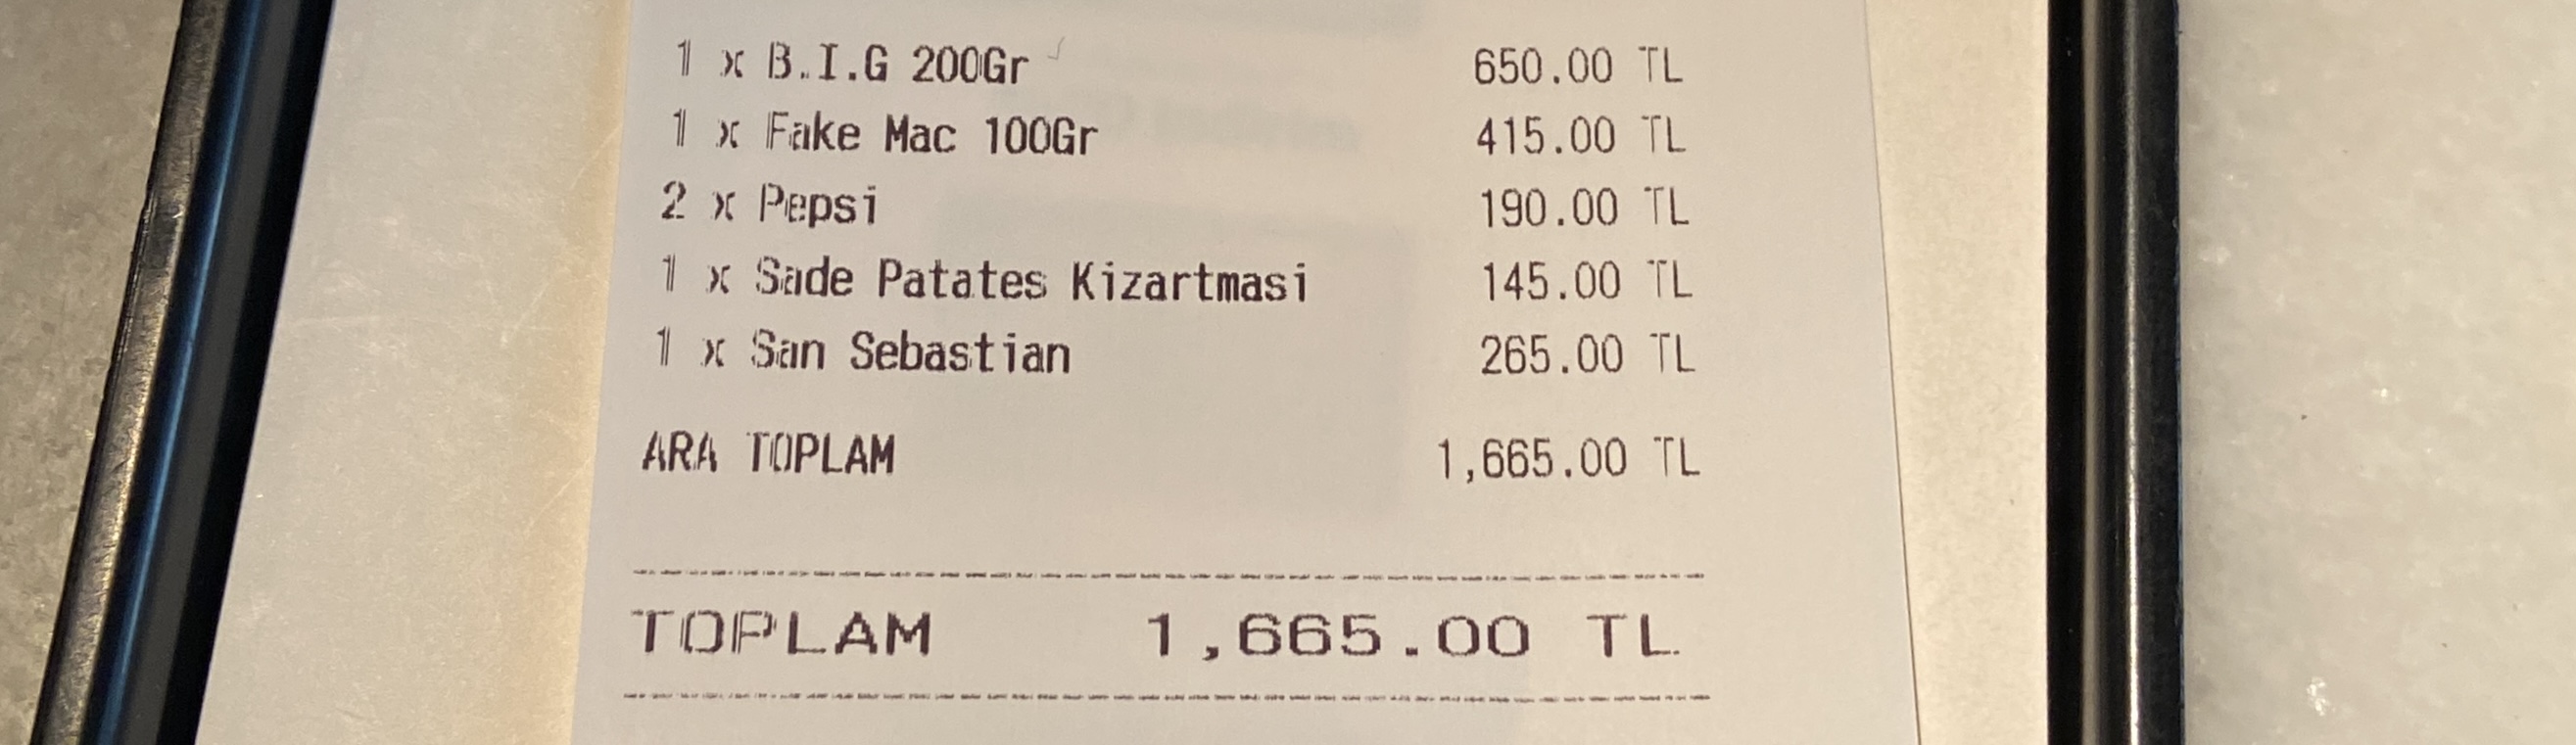 1 x B.I.G 200Gr 650.00 TL
1 x Fake Mac 100Gr 415.00 TL
2 x Pepsi 190.00 TL
1 x Sade Patates Kizartmasi 145.00 TL
1 x San Sebastian 265.00 TL
ARA TOPLAM 1,665.00 TL
TOPLAM 1,665.00 TL